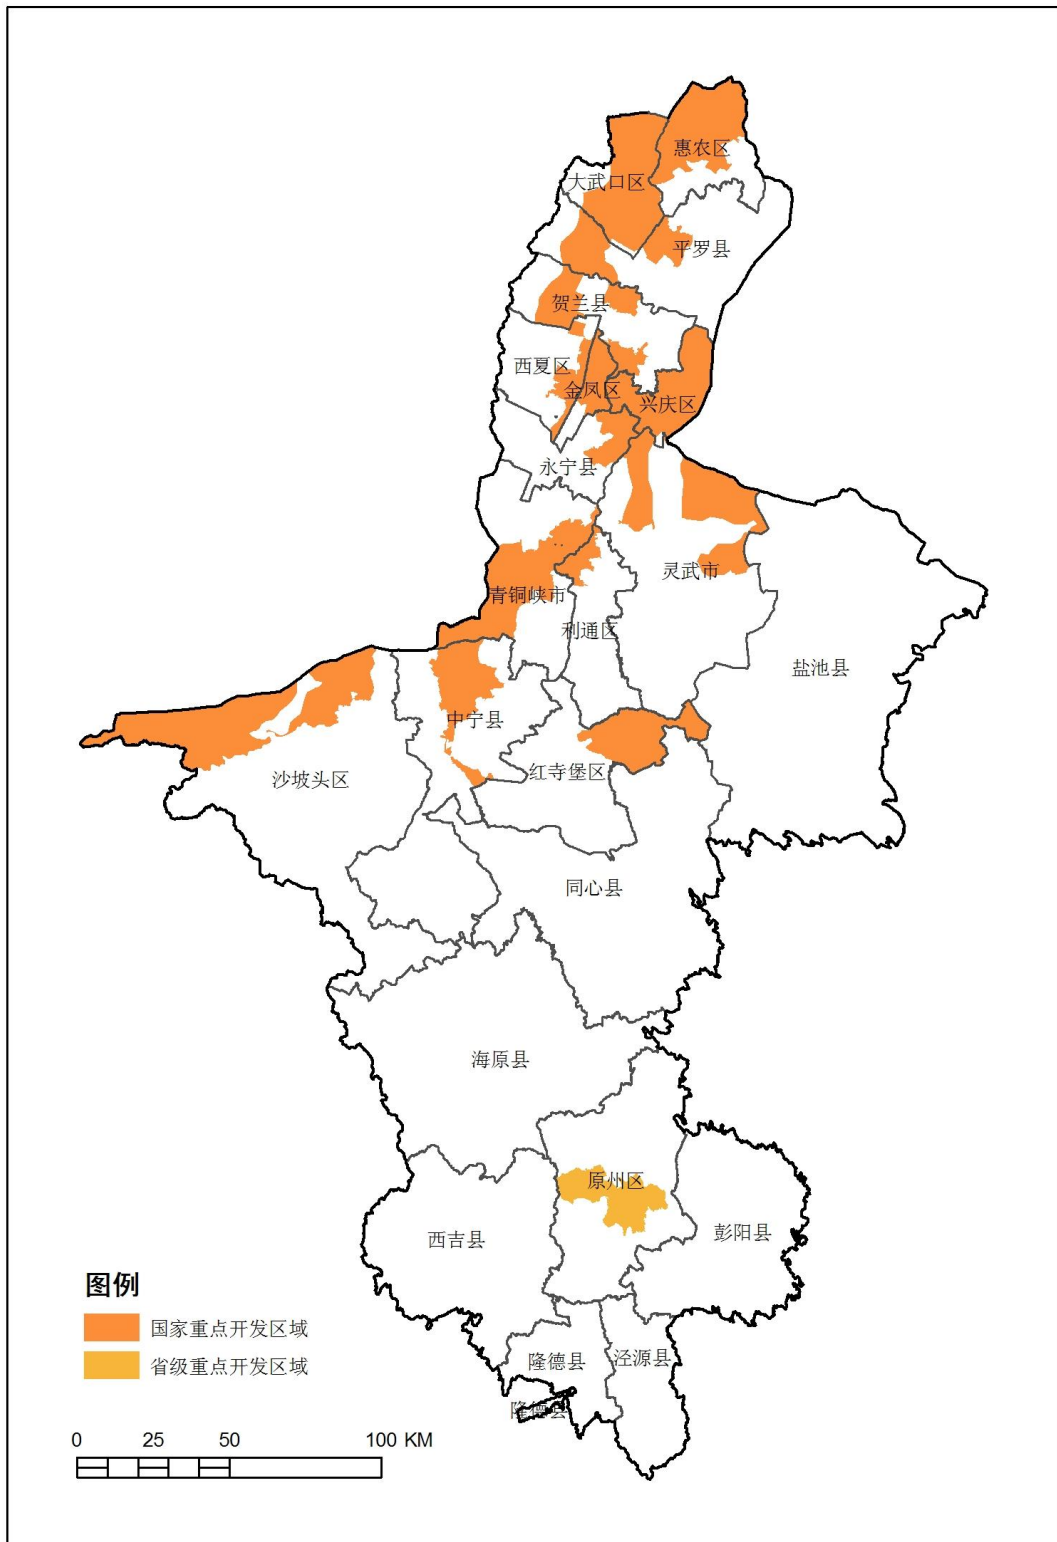 惠农区
大武口区
平罗县
贺兰县
西夏区
金凤区
兴庆区
永宁县
灵武市
青铜峡市
利通区
盐池县
中宁县
红寺堡区
沙坡头区
同心县
海原县
原州区
彭阳县
西吉县
图例
国家重点开发区域
省级重点开发区域
隆德县
泾源县
隆德县
0 25 50 100 KM